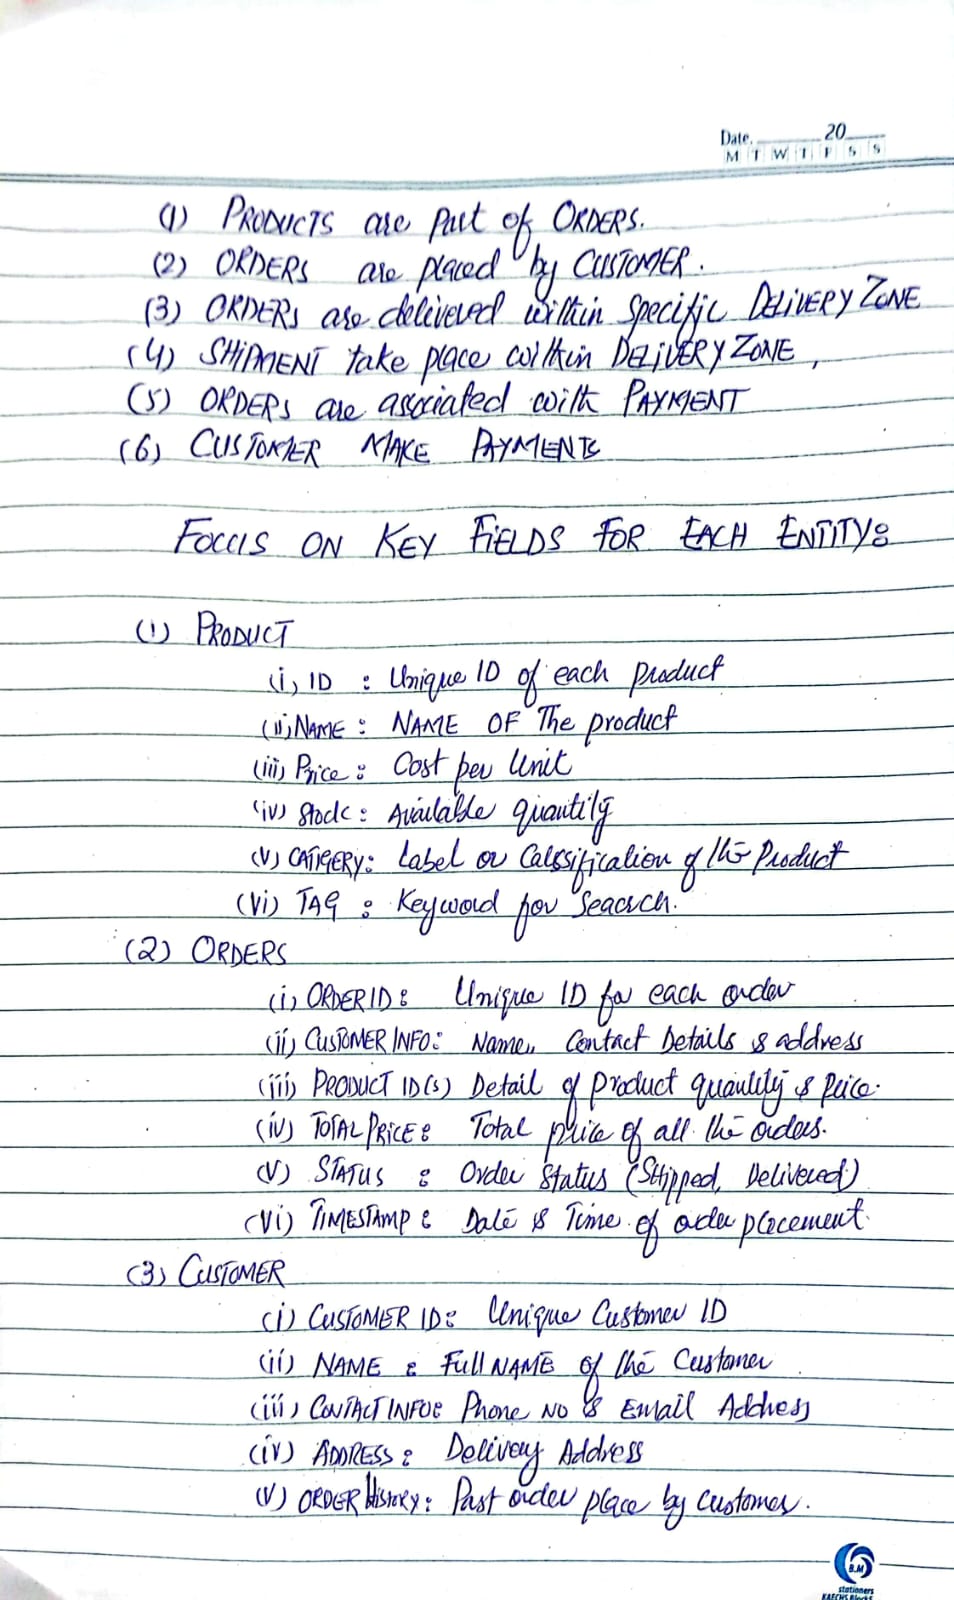 Date. 20
M T W T F S S
(1) PRODUCTS are Part of ORDERS.
(2) ORDERS are placed by CUSTOMER.
(3) ORDERs are delivered within Specific DELIVERY ZONE
(4) SHIPMENT take place within DELIVERY ZONE,
(5) ORDERs are associated with PAYMENT
(6) CUSTOMER MAKE PAYMENTS
FOCUS ON KEY FIELDS FOR EACH ENTITY:
(1) PRODUCT
(i) ID : Unique ID of each Product
(ii) NAME : NAME OF The product
(iii) Price : Cost per Unit
(iv) Stock : Available quantity
(V) CATIGERY: Label or Calssification of the Product
(Vi) TAG : Keyword for Seacrch.
(2) ORDERS
(i) ORDER ID : Unique ID for each order
(ii) CUSTOMER INFO: Name, Contact Details & address
(iii) PRODUCT ID(s) Detail of product quantity & Price.
(iv) TOTAL PRICE : Total price of all the orders.
(V) STATUS : Order Status (Shipped, Delivered)
(Vi) TIMESTAMP : Date & Time of order placement.
(3) CUSTOMER
(i) CUSTOMER ID: Unique Customer ID
(ii) NAME : Full NAME of the Customer
(iii) CONTACT INFO: Phone NO & Email Address
(iv) ADDRESS : Delivery Address
(V) ORDER HISTORY : Past order place by customer.
B.M
stationers
KAECHS Blocks